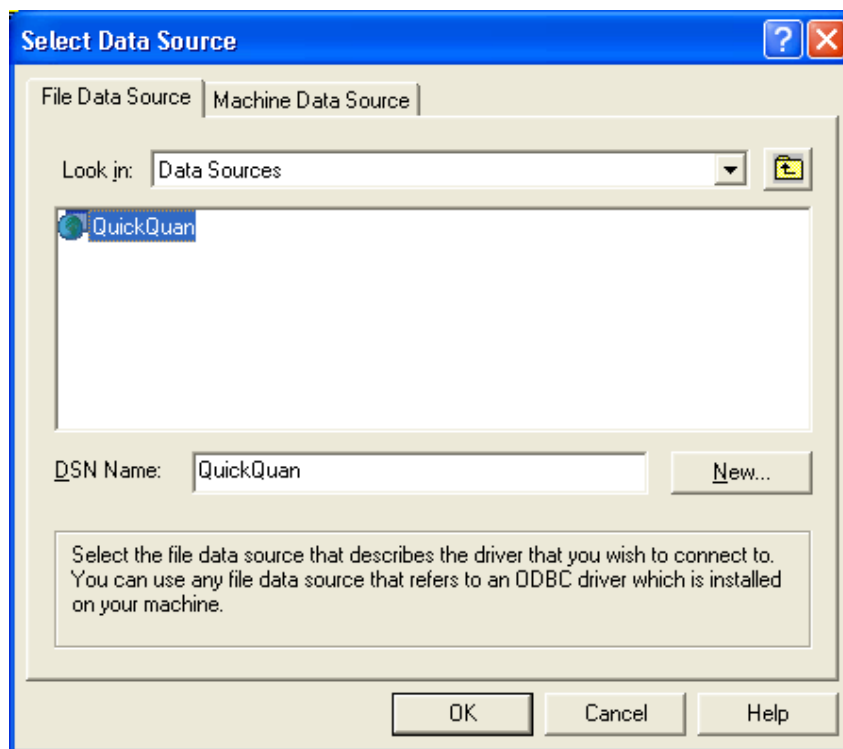 Select Data Source
File Data Source
Machine Data Source
Look in: Data Sources
QuickQuan
DSN Name: QuickQuan
New...
Select the file data source that describes the driver that you wish to connect to.
You can use any file data source that refers to an ODBC driver which is installed
on your machine.
OK
Cancel
Help